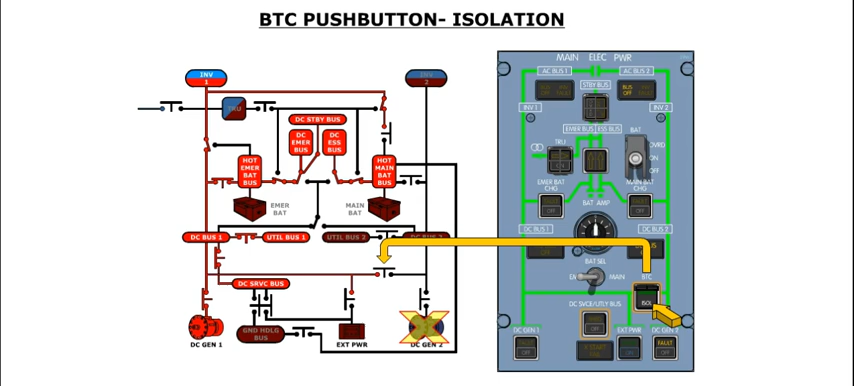 BTC PUSHBUTTON- ISOLATION
INV
1
INV
2
TRU
DC STBY BUS
DC
EMER
BUS
DC
ESS
BUS
HOT
EMER
BAT
BUS
HOT
MAIN
BAT
BUS
EMER
BAT
MAIN
BAT
DC BUS 1
UTIL BUS 1
UTIL BUS 2
DC BUS 2
DC SRVC BUS
GND HDLG
BUS
DC GEN 1
EXT PWR
DC GEN 2
MAIN ELEC PWR
AC BUS 1
AC BUS 2
BUS
OFF
STBY BUS
INV 1
INV 2
EMER BUS
ESS BUS
BAT
OVRD
ON
OFF
TRU
EMER BAT
CHG
MAIN BAT
CHG
OFF
OFF
BAT AMP
DC BUS 1
DC BUS 2
BAT SEL
MAIN
BTC
ISOL
DC SVCE/UTLY BUS
OFF
DC GEN 1
EXT PWR
DC GEN 2
OFF
ON
FAULT
OFF